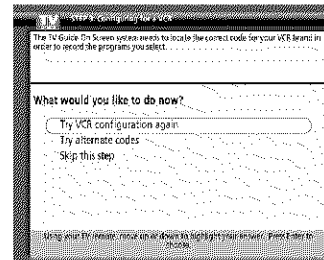 STEP 3: Configuring for a VCR
The TV Guide On Screen system needs to locate the correct code for your VCR brand in
order to record the programs you select.
What would you like to do now?
Try VCR configuration again
Try alternate codes
Skip this step
Using your TV remote, move up or down to highlight your answer. Press Enter to
choose.